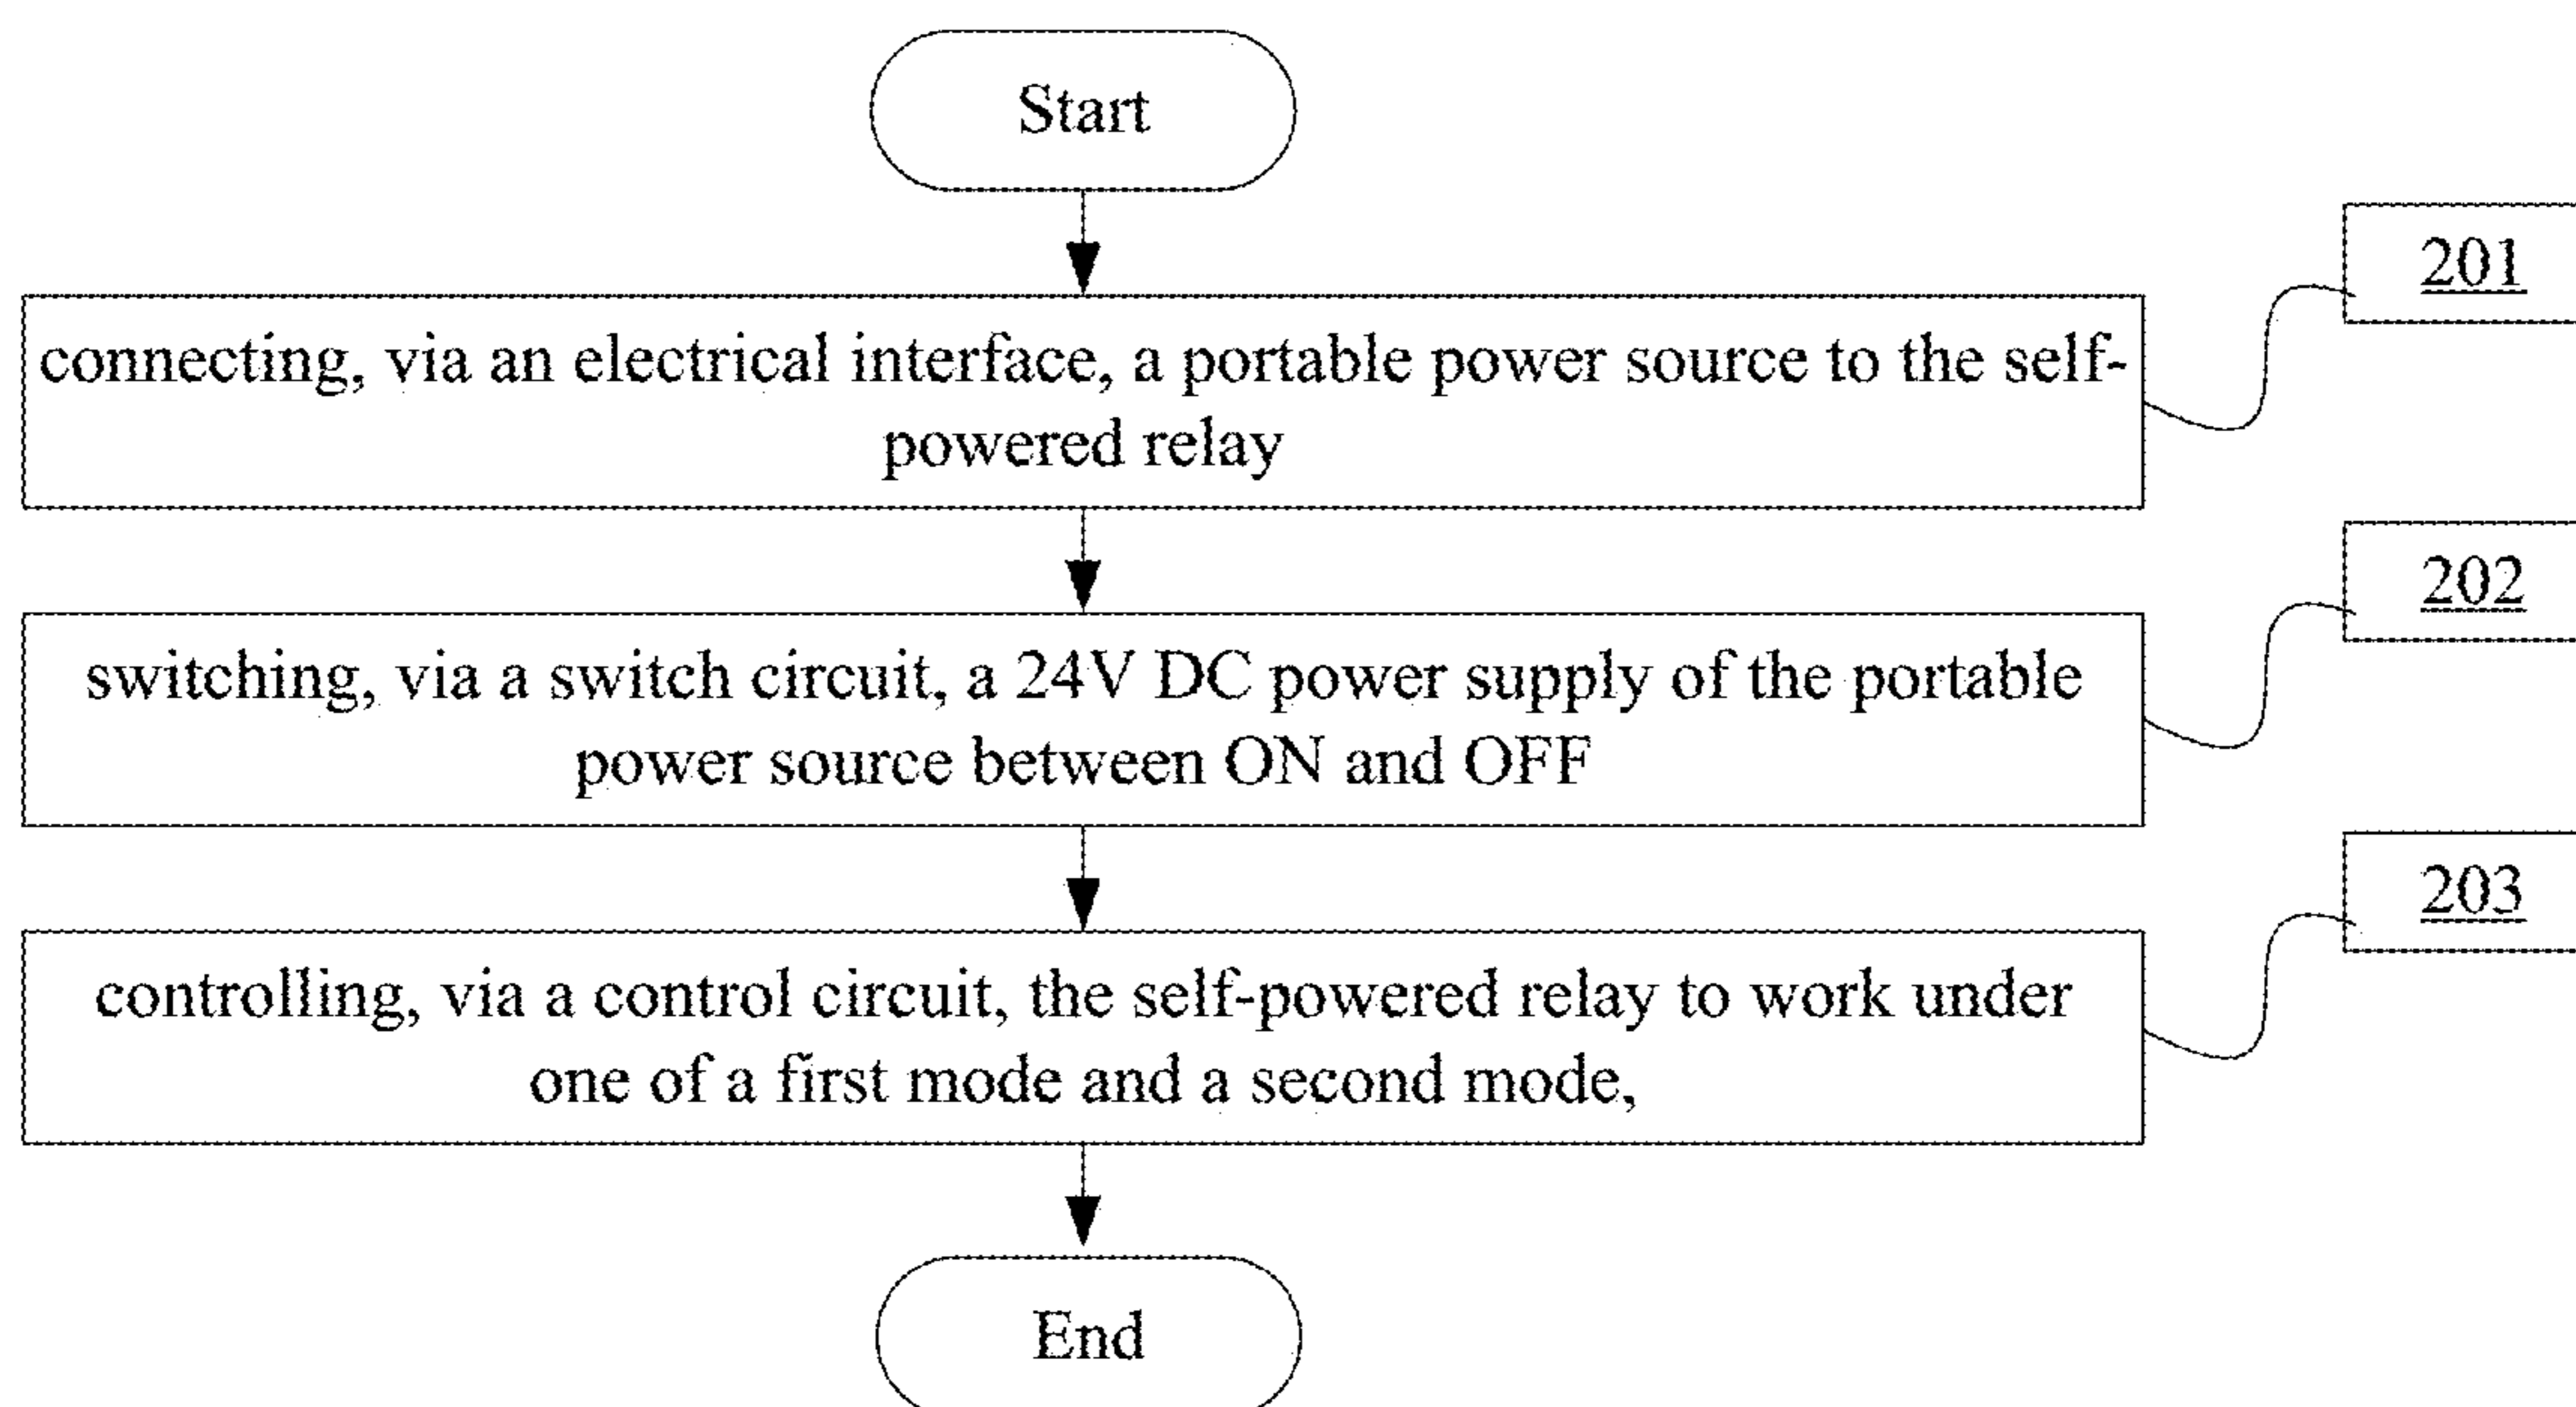 Start
201
connecting, via an electrical interface, a portable power source to the self-
powered relay
202
switching, via a switch circuit, a 24V DC power supply of the portable
power source between ON and OFF
203
controlling, via a control circuit, the self-powered relay to work under
one of a first mode and a second mode,
End